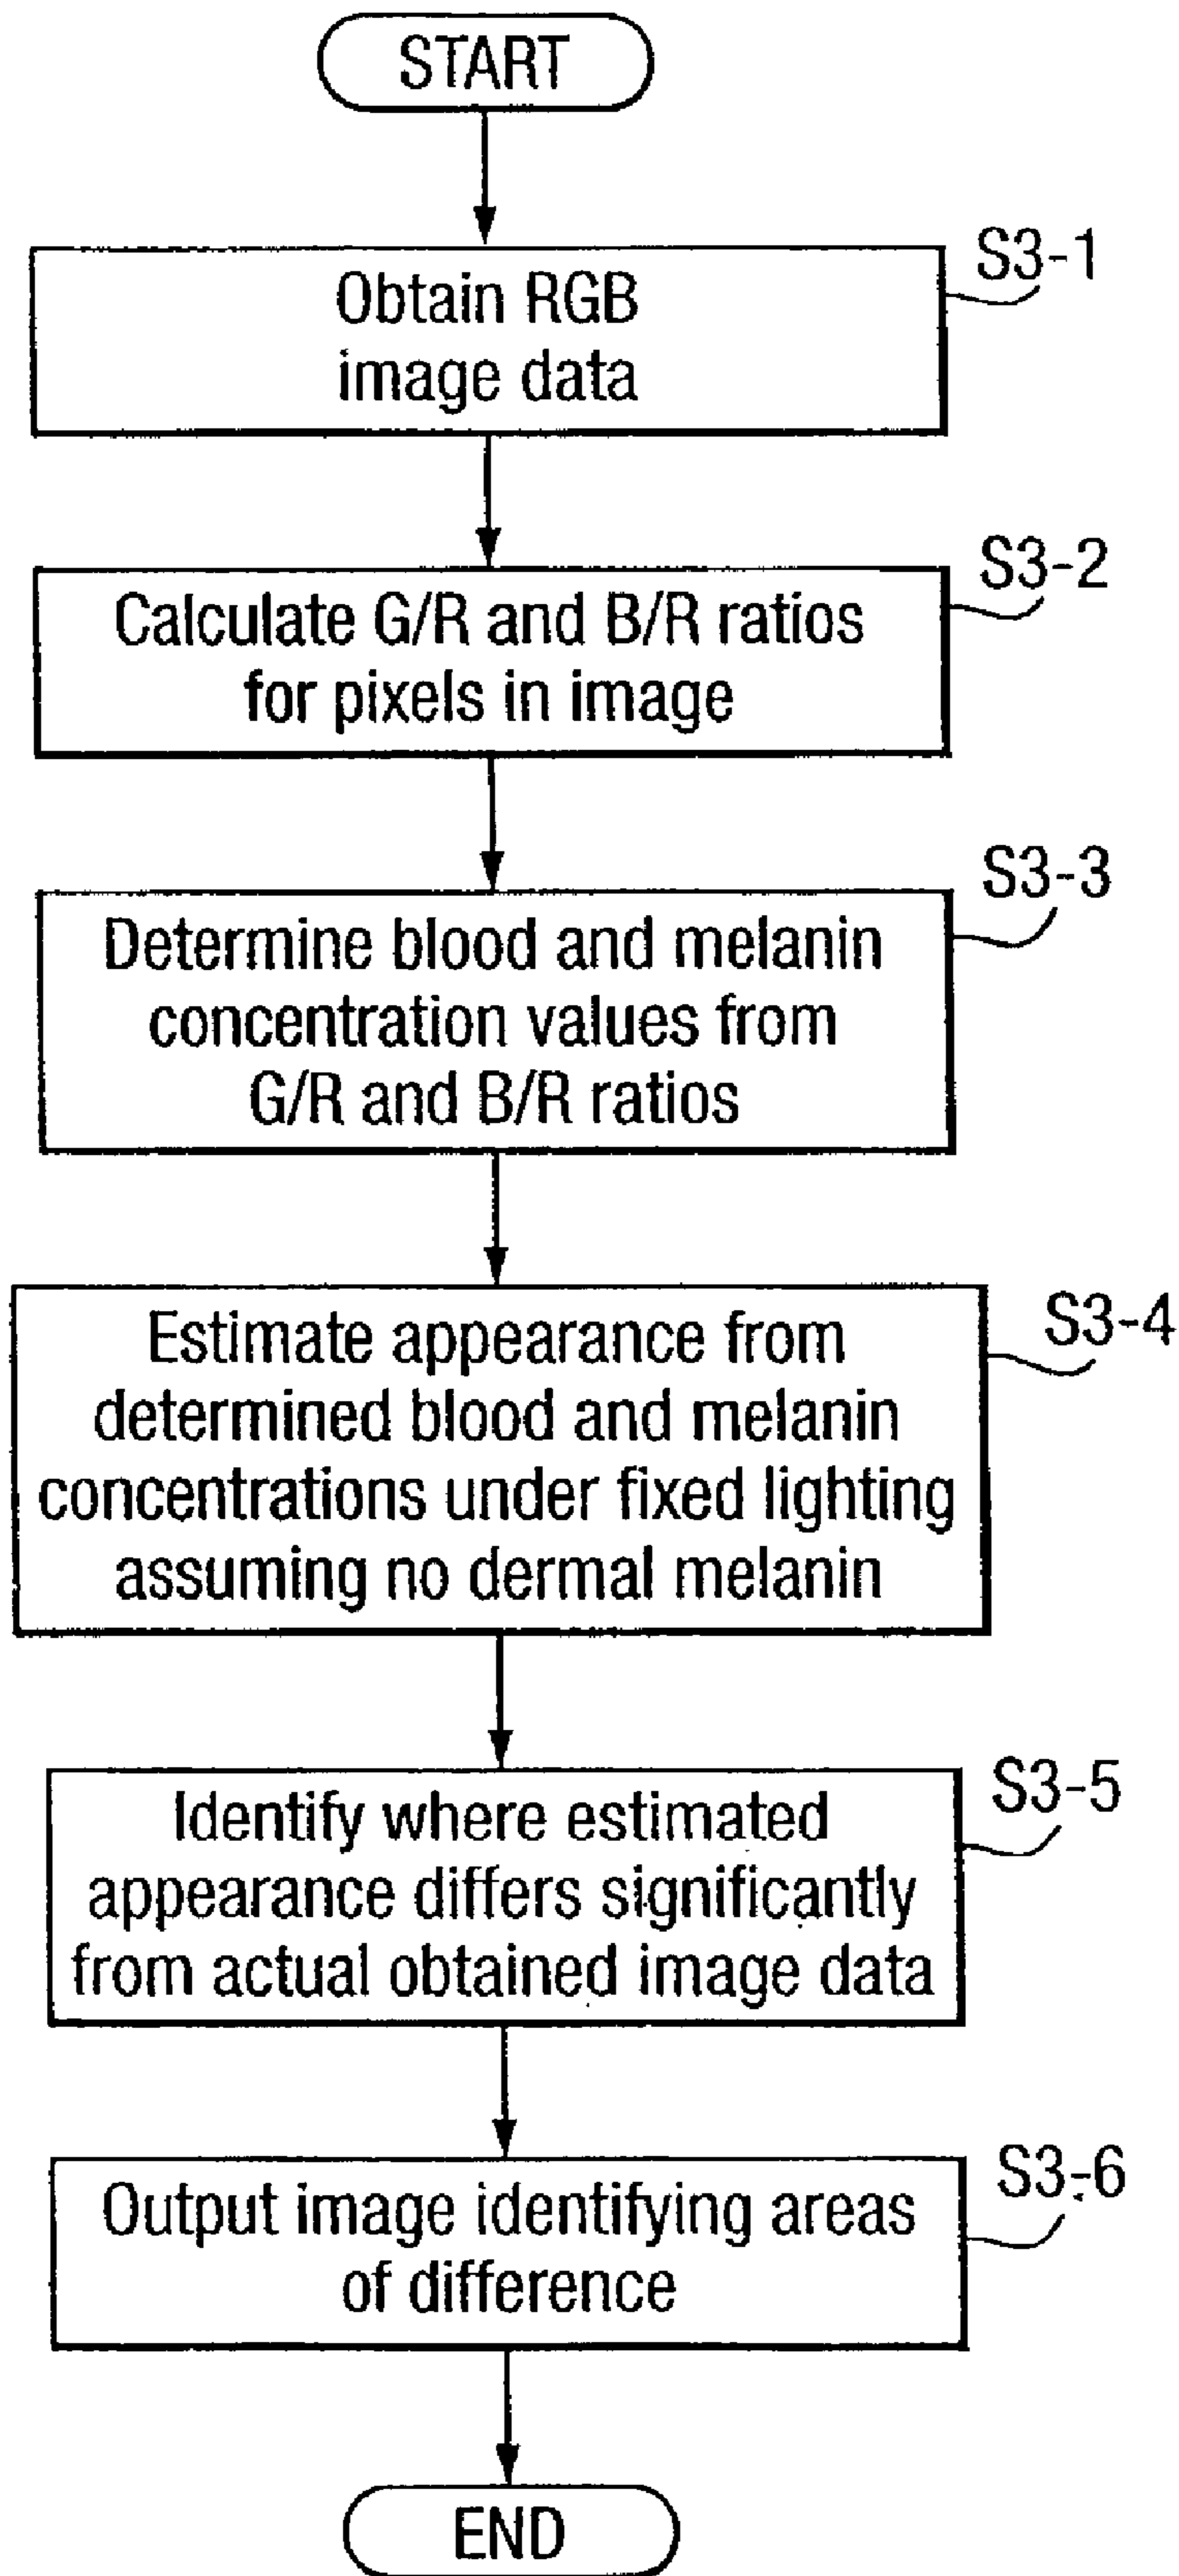 START
S3-1
Obtain RGB
image data
S3-2
Calculate G/R and B/R ratios
for pixels in image
S3-3
Determine blood and melanin
concentration values from
G/R and B/R ratios
S3-4
Estimate appearance from
determined blood and melanin
concentrations under fixed lighting
assuming no dermal melanin
S3-5
Identify where estimated
appearance differs significantly
from actual obtained image data
S3-6
Output image identifying areas
of difference
END